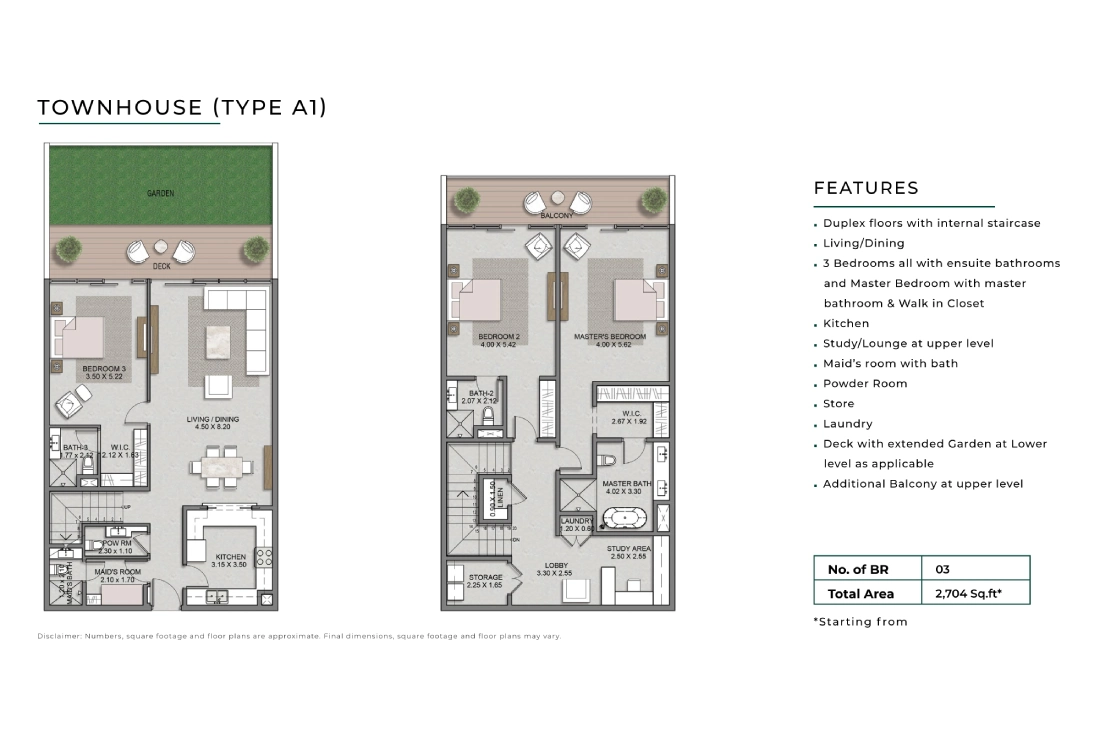 TOWNHOUSE (TYPE A1)
GARDEN
DECK
BEDROOM 3
3.50 X 5.22
LIVING / DINING
4.50 X 8.20
BATH-3
1.77 x 2.12
W.I.C.
2.12 X 1.63
UP
POW RM
2.30 x 1.10
MAID'S ROOM
2.10 x 1.70
MAID'S BATH
KITCHEN
3.15 X 3.50
BALCONY
BEDROOM 2
4.00 X 5.42
MASTER'S BEDROOM
4.00 X 5.62
BATH-2
2.07 X 2.12
W.I.C.
2.67 X 1.92
LINEN
0.90 X 1.50
MASTER BATH
4.02 X 3.30
LAUNDRY
1.20 X 0.60
DN
STUDY AREA
2.50 X 2.55
LOBBY
3.30 X 2.55
STORAGE
2.25 X 1.65
FEATURES
▪ Duplex floors with internal staircase
▪ Living/Dining
▪ 3 Bedrooms all with ensuite bathrooms
and Master Bedroom with master
bathroom & Walk in Closet
▪ Kitchen
▪ Study/Lounge at upper level
▪ Maid's room with bath
▪ Powder Room
▪ Store
▪ Laundry
▪ Deck with extended Garden at Lower
level as applicable
▪ Additional Balcony at upper level
No. of BR 03
Total Area 2,704 Sq.ft*
*Starting from
Disclaimer: Numbers, square footage and floor plans are approximate. Final dimensions, square footage and floor plans may vary.